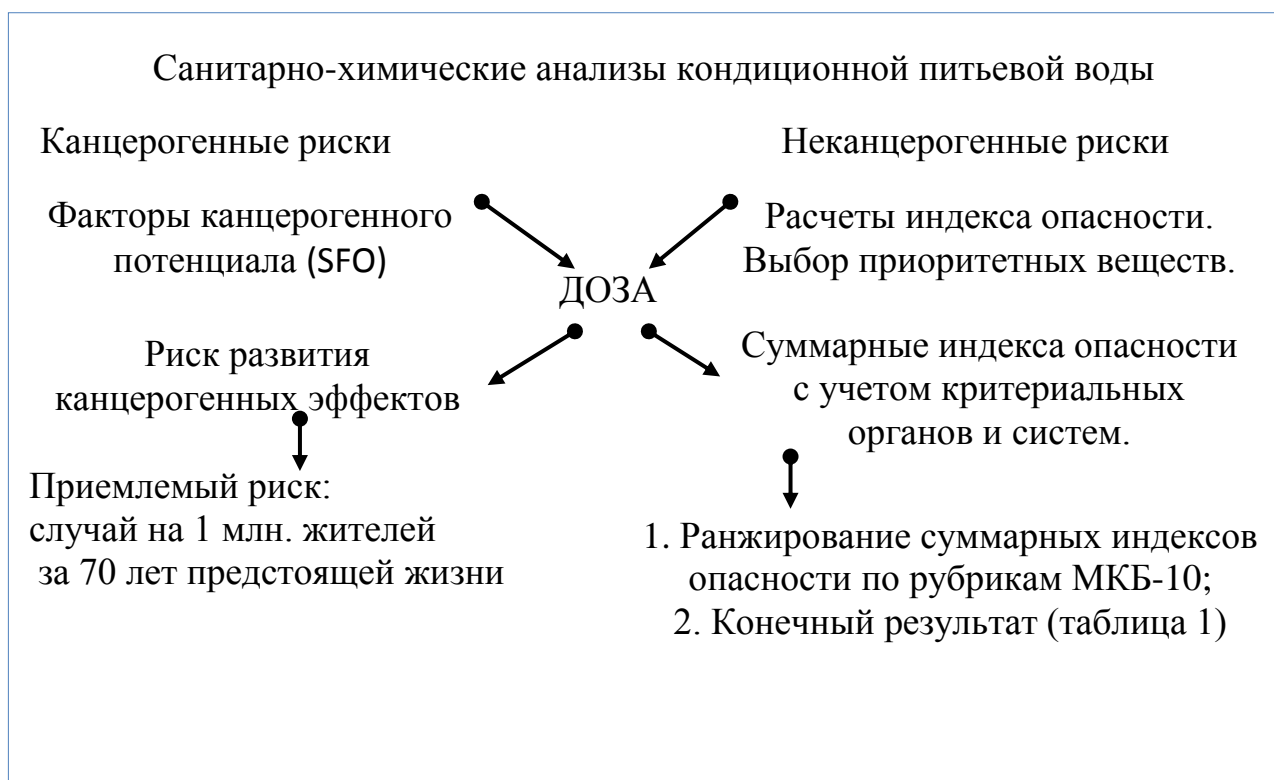 Санитарно-химические анализы кондиционной питьевой воды
Канцерогенные риски
Неканцерогенные риски
Факторы канцерогенного
потенциала (SFO)
Расчеты индекса опасности.
Выбор приоритетных веществ.
ДОЗА
Риск развития
канцерогенных эффектов
Суммарные индекса опасности
с учетом критериальных
органов и систем.
Приемлемый риск:
случай на 1 млн. жителей
за 70 лет предстоящей жизни
1. Ранжирование суммарных индексов
опасности по рубрикам МКБ-10;
2. Конечный результат (таблица 1)